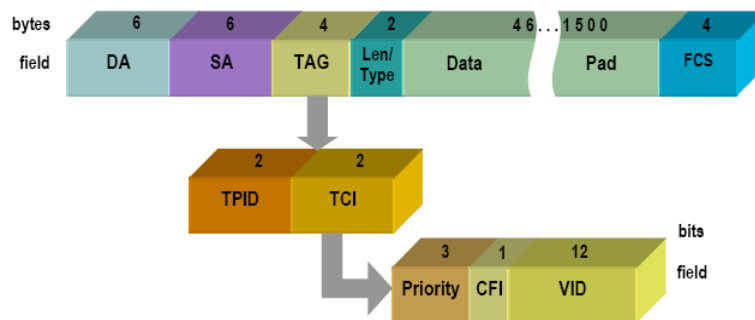 bytes 6 6 4 2 46...1500 4
field DA SA TAG Len/Type Data Pad FCS
2 2
TPID TCI
bits
3 1 12
field
Priority CFI VID